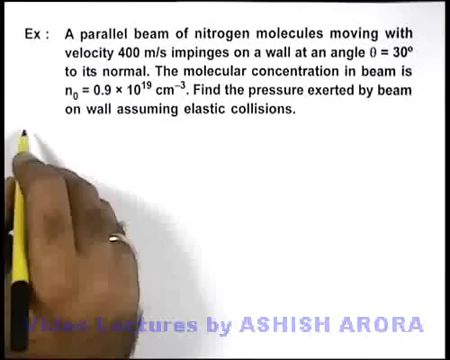 Ex : A parallel beam of nitrogen molecules moving with
velocity 400 m/s impinges on a wall at an angle θ = 30º
to its normal. The molecular concentration in beam is
n₀ = 0.9 × 10¹⁹ cm⁻³. Find the pressure exerted by beam
on wall assuming elastic collisions.
Video Lectures by ASHISH ARORA